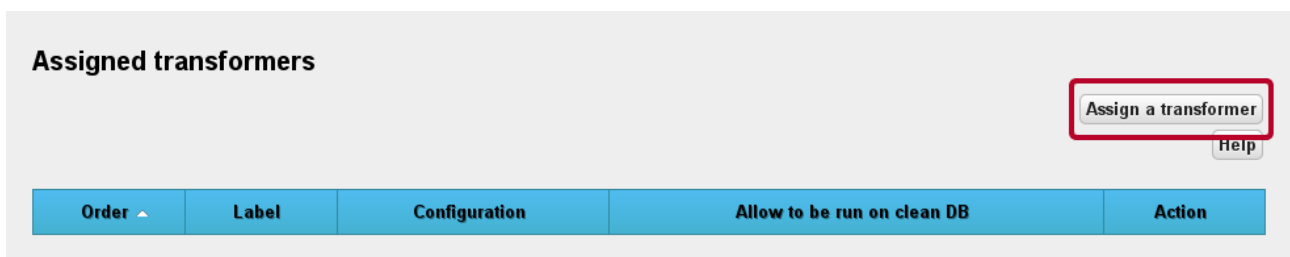 Assigned transformers
Assign a transformer
Help
Order Label Configuration Allow to be run on clean DB Action